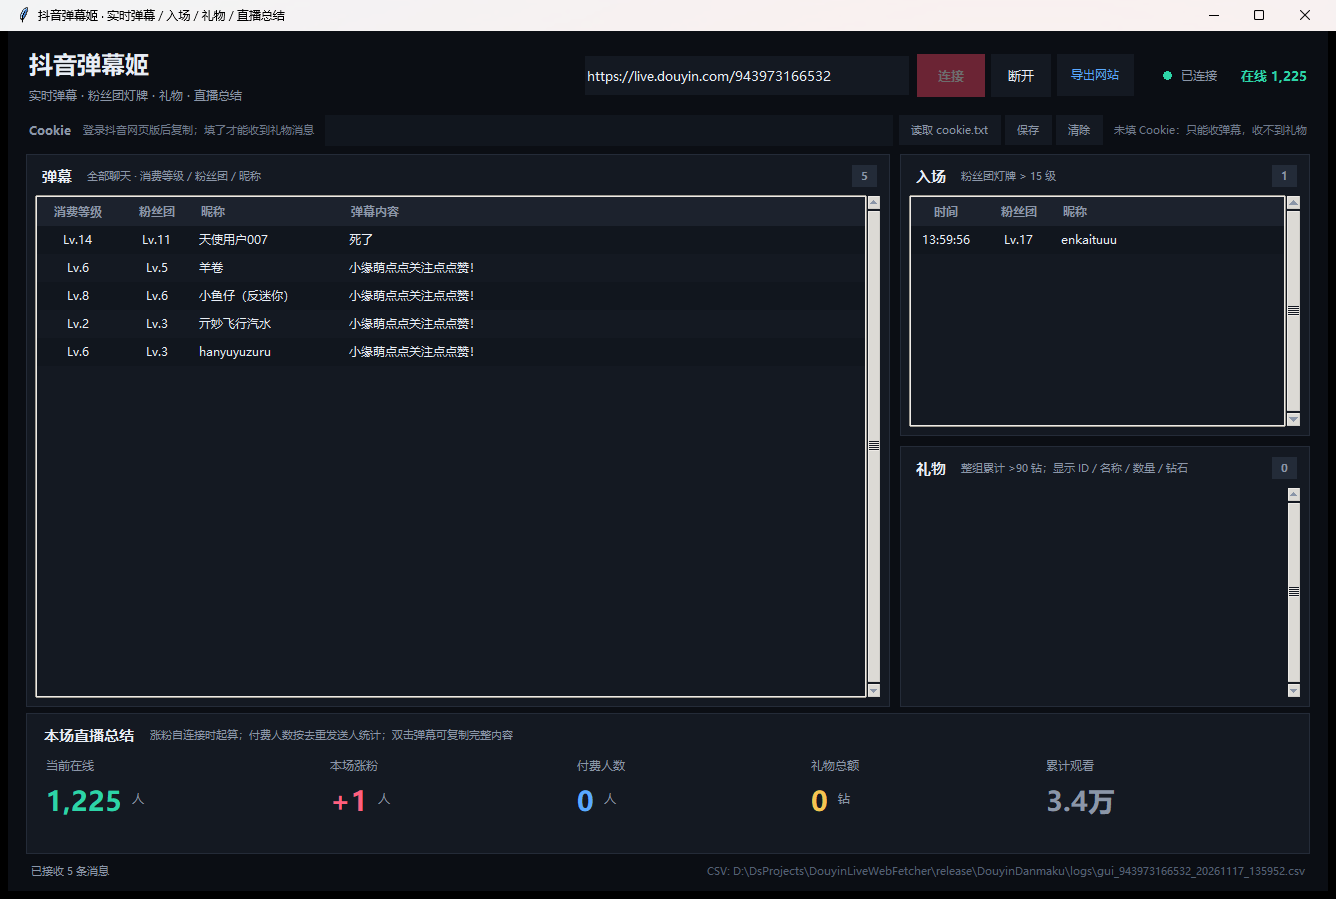 抖音弹幕姬 · 实时弹幕 / 入场 / 礼物 / 直播总结
抖音弹幕姬
实时弹幕 · 粉丝团灯牌 · 礼物 · 直播总结
https://live.douyin.com/943973166532
连接
断开
导出网站
已连接
在线 1,225
Cookie 登录抖音网页版后复制；填了才能收到礼物消息
读取 cookie.txt
保存
清除
未填 Cookie：只能收弹幕，收不到礼物
弹幕 全部聊天 · 消费等级 / 粉丝团 / 昵称 5
消费等级 粉丝团 昵称 弹幕内容
Lv.14 Lv.11 天使用户007 死了
Lv.6 Lv.5 羊卷 小缘萌点点关注点点赞！
Lv.8 Lv.6 小鱼仔（反迷你） 小缘萌点点关注点点赞！
Lv.2 Lv.3 亓妙飞行汽水 小缘萌点点关注点点赞！
Lv.6 Lv.3 hanyuyuzuru 小缘萌点点关注点点赞！
入场 粉丝团灯牌 > 15 级 1
时间 粉丝团 昵称
13:59:56 Lv.17 enkaituuu
礼物 整组累计 >90 钻；显示 ID / 名称 / 数量 / 钻石 0
本场直播总结 涨粉自连接时起算；付费人数按去重发送人统计；双击弹幕可复制完整内容
当前在线 本场涨粉 付费人数 礼物总额 累计观看
1,225 人 +1 人 0 人 0 钻 3.4万
已接收 5 条消息
CSV: D:\DsProjects\DouyinLiveWebFetcher\release\DouyinDanmaku\logs\gui_943973166532_20261117_135952.csv